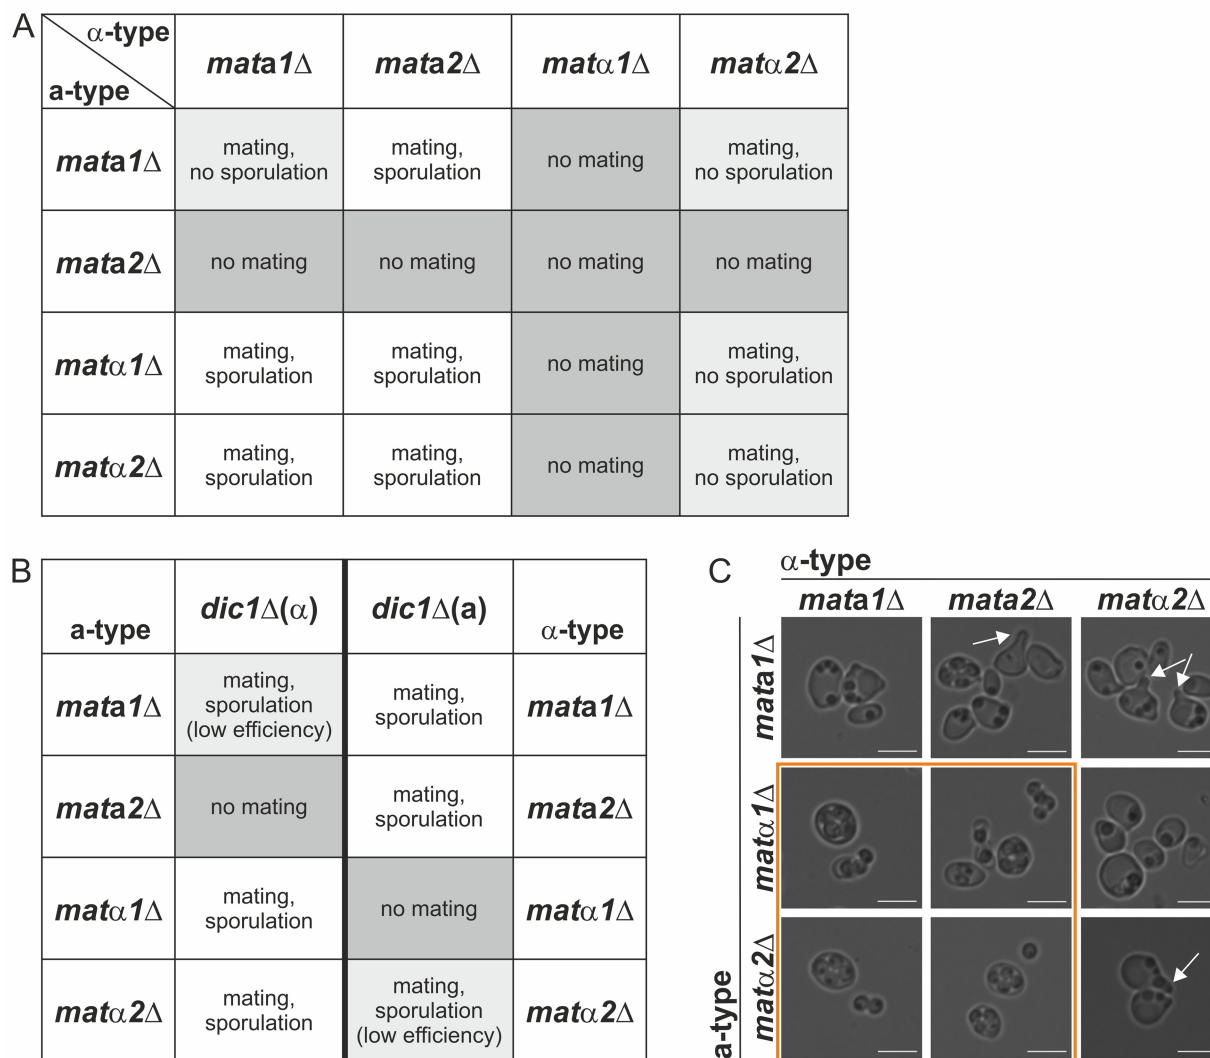 A
α-type
a-type
mata1Δ
mata2Δ
matα1Δ
matα2Δ
mata1Δ
mating,
no sporulation
mating,
sporulation
no mating
mating,
no sporulation
mata2Δ
no mating
no mating
no mating
no mating
matα1Δ
mating,
sporulation
mating,
sporulation
no mating
mating,
no sporulation
matα2Δ
mating,
sporulation
mating,
sporulation
no mating
mating,
no sporulation
B
a-type
dic1Δ(α)
dic1Δ(a)
α-type
mata1Δ
mating,
sporulation
(low efficiency)
mating,
sporulation
mata1Δ
mata2Δ
no mating
mating,
sporulation
mata2Δ
matα1Δ
mating,
sporulation
no mating
matα1Δ
matα2Δ
mating,
sporulation
mating,
sporulation
(low efficiency)
matα2Δ
C
α-type
mata1Δ
mata2Δ
matα2Δ
a-type
mata1Δ
matα1Δ
matα2Δ